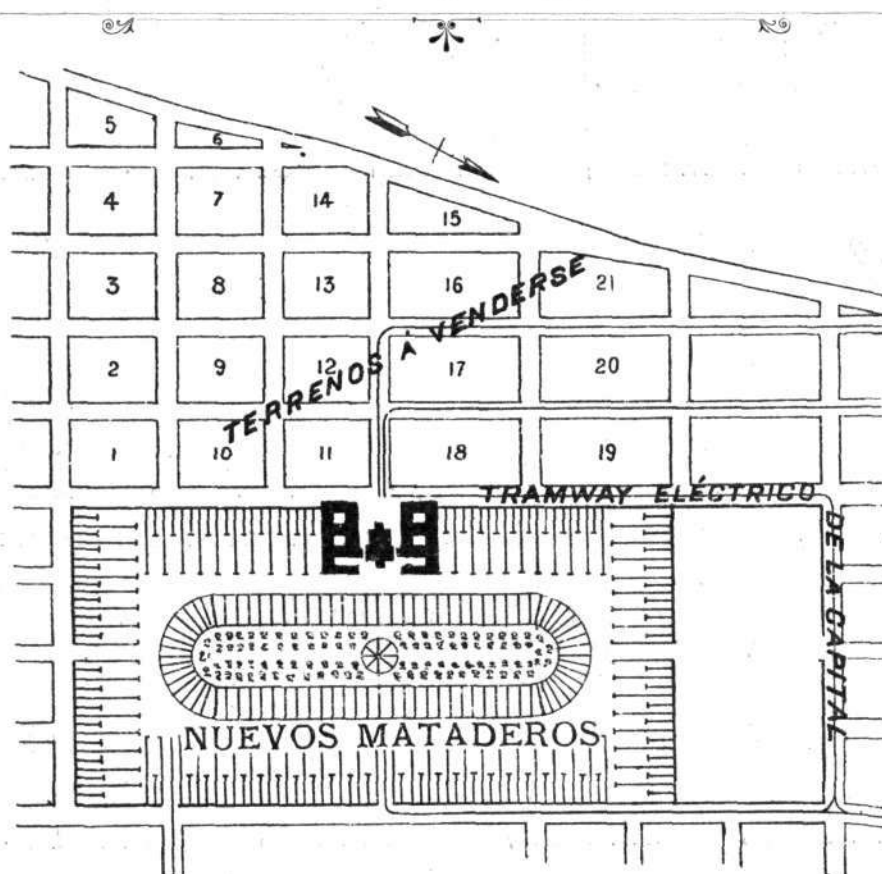 5
6
4 7 14
15
3 8 13 16 21
TERRENOS Á VENDERSE
2 9 12 17 20
1 10 11 18 19
TRAMWAY ELÉCTRICO
DE LA CAPITAL
NUEVOS MATADEROS